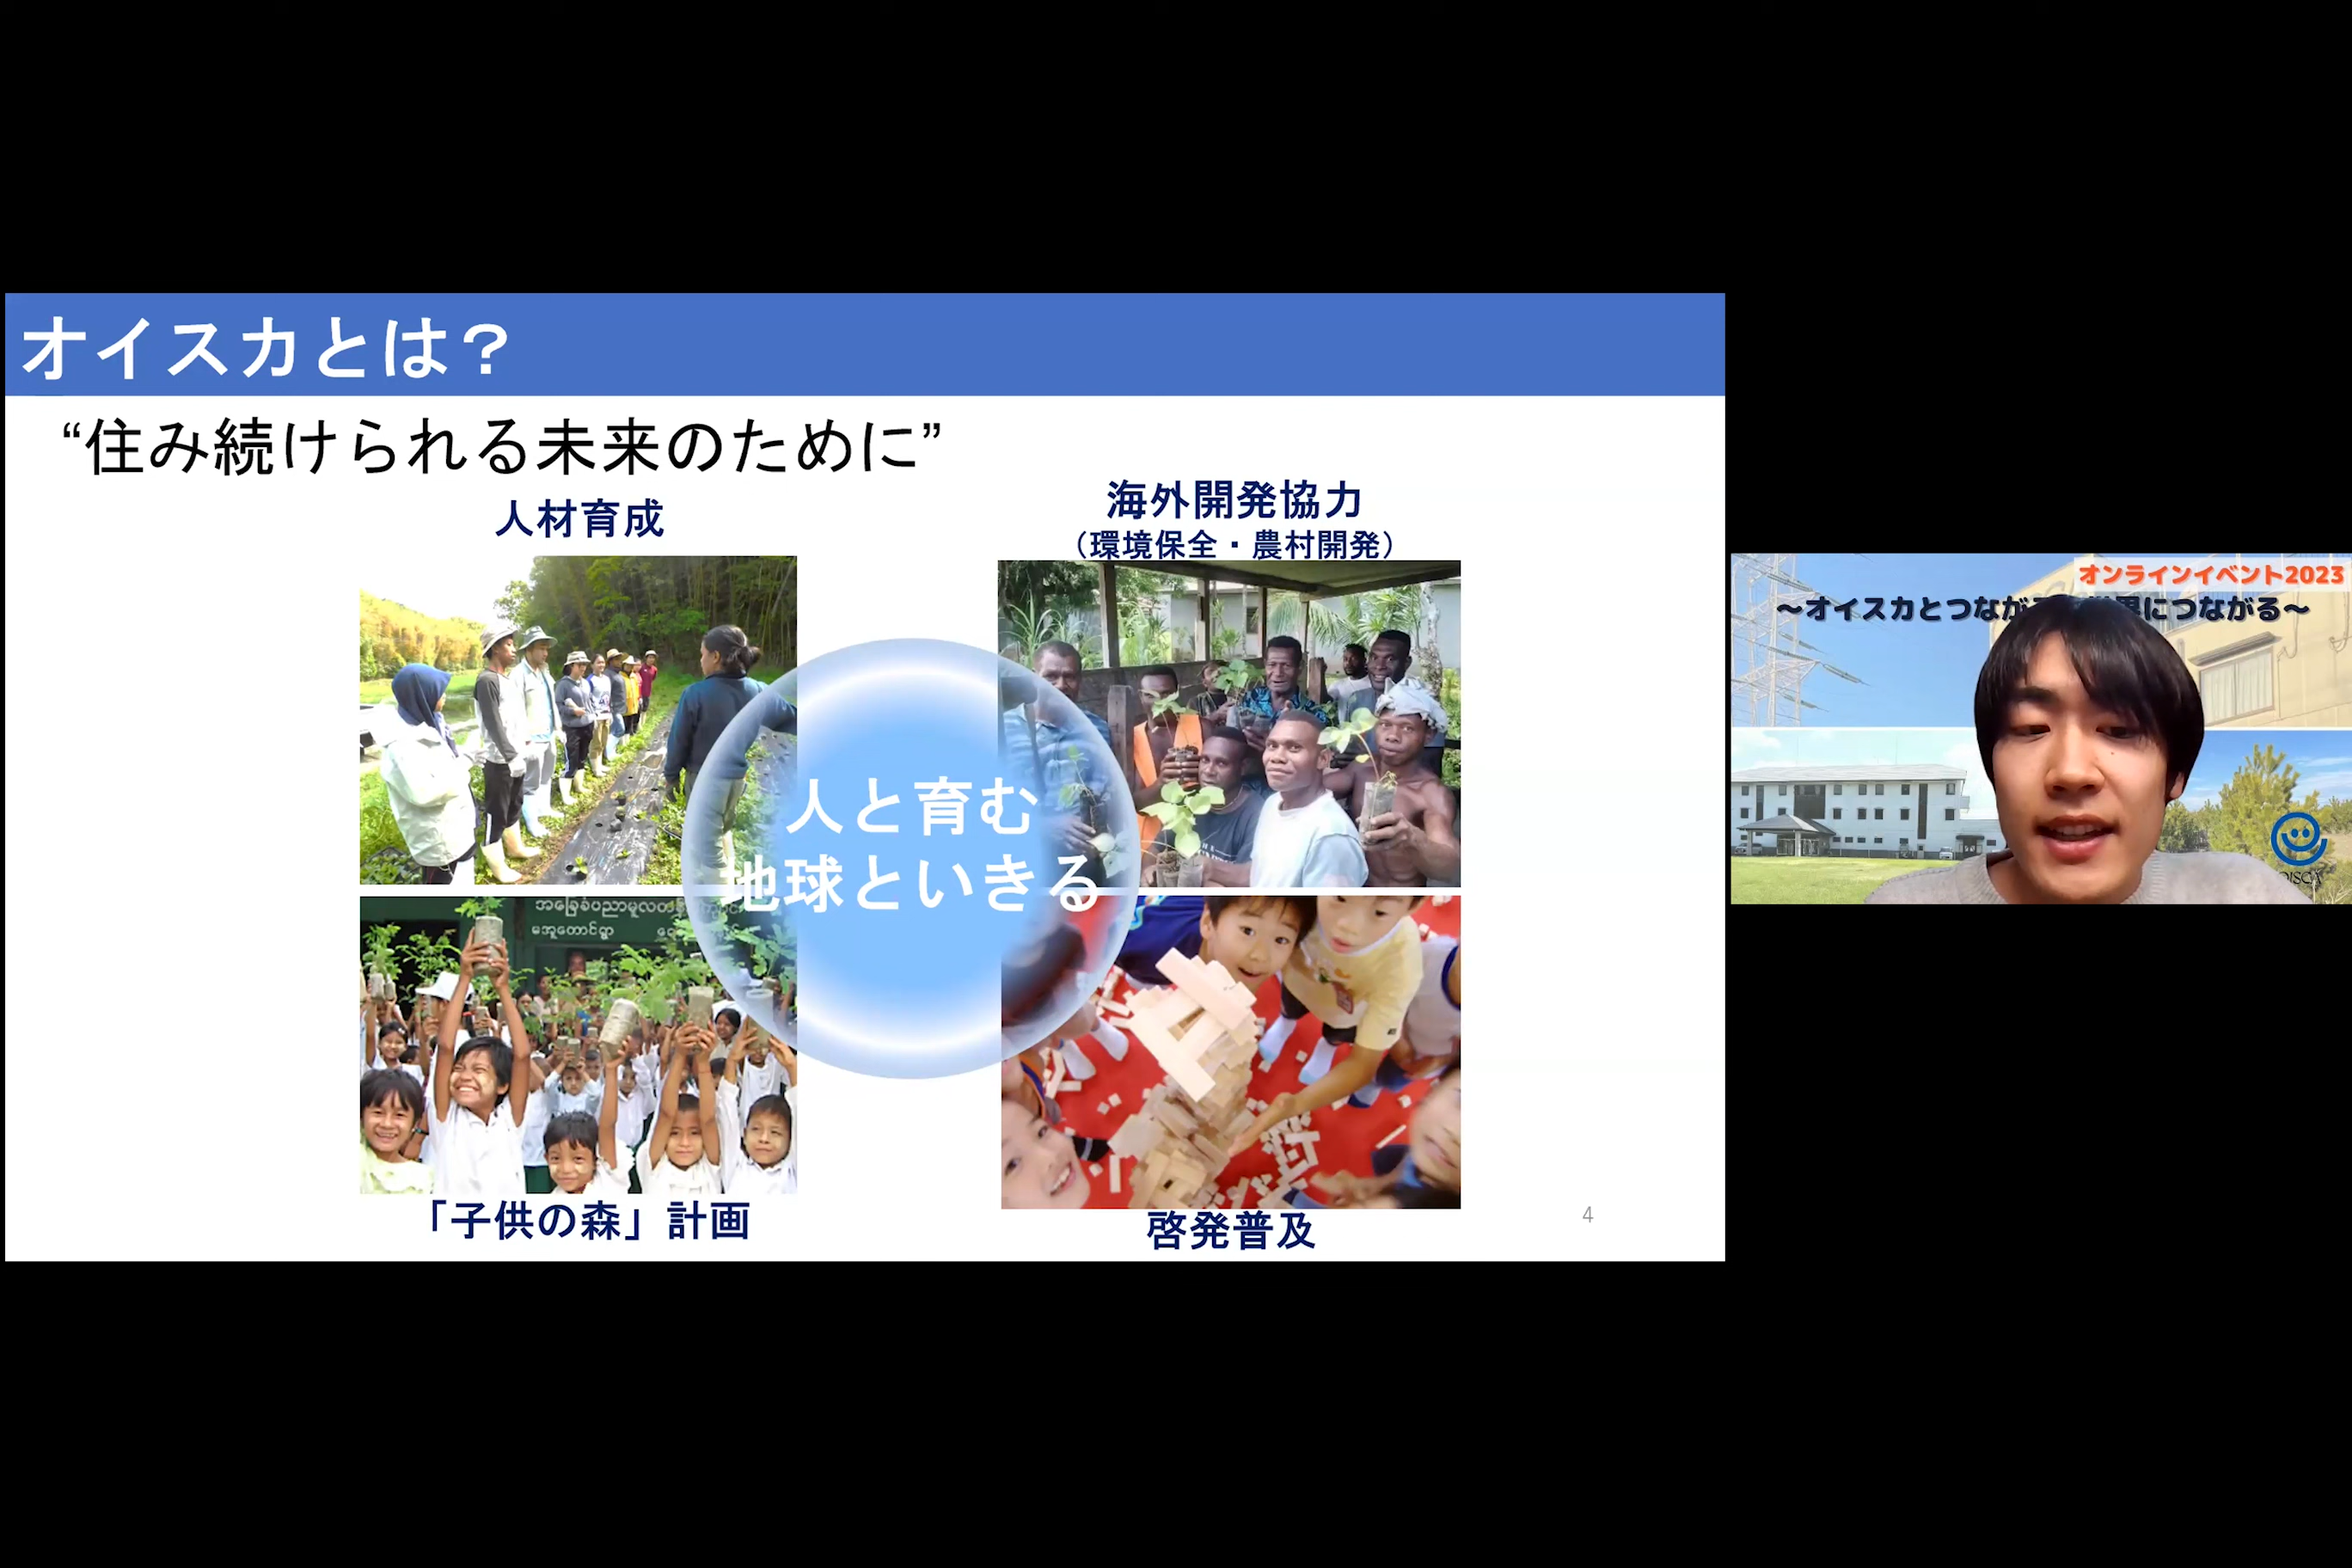 オイスカとは？
“住み続けられる未来のために”
人材育成
海外開発協力
（環境保全・農村開発）
人と育む
地球といきる
「子供の森」計画
啓発普及
4
オンラインイベント2023
～オイスカとつなが 界につながる～
OISCA